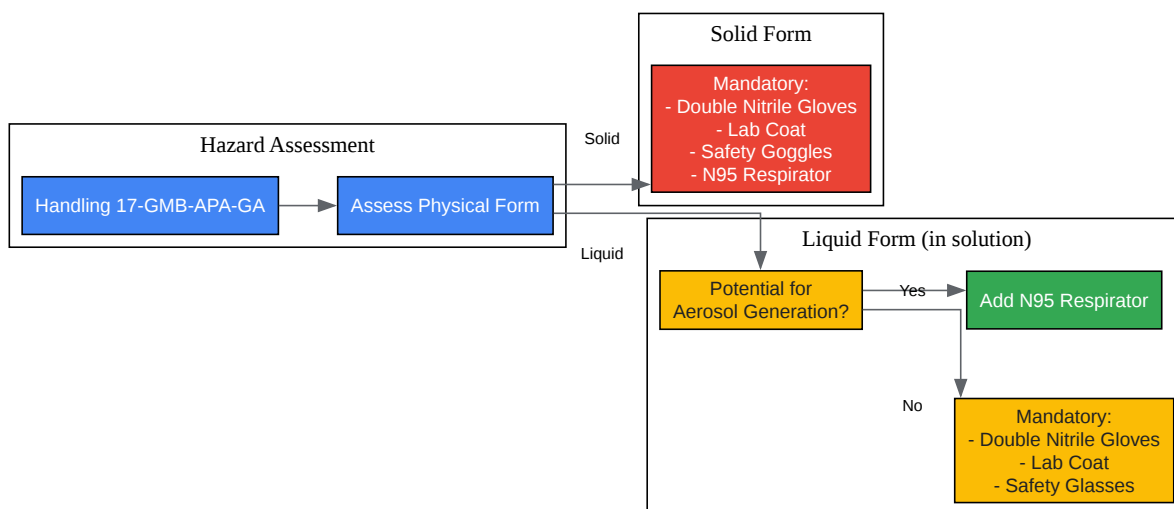 Solid Form
Mandatory:
- Double Nitrile Gloves
- Lab Coat
- Safety Goggles
- N95 Respirator
Hazard Assessment
Handling 17-GMB-APA-GA
Assess Physical Form
Solid
Liquid
Liquid Form (in solution)
Potential for
Aerosol Generation?
Yes
Add N95 Respirator
No
Mandatory:
- Double Nitrile Gloves
- Lab Coat
- Safety Glasses